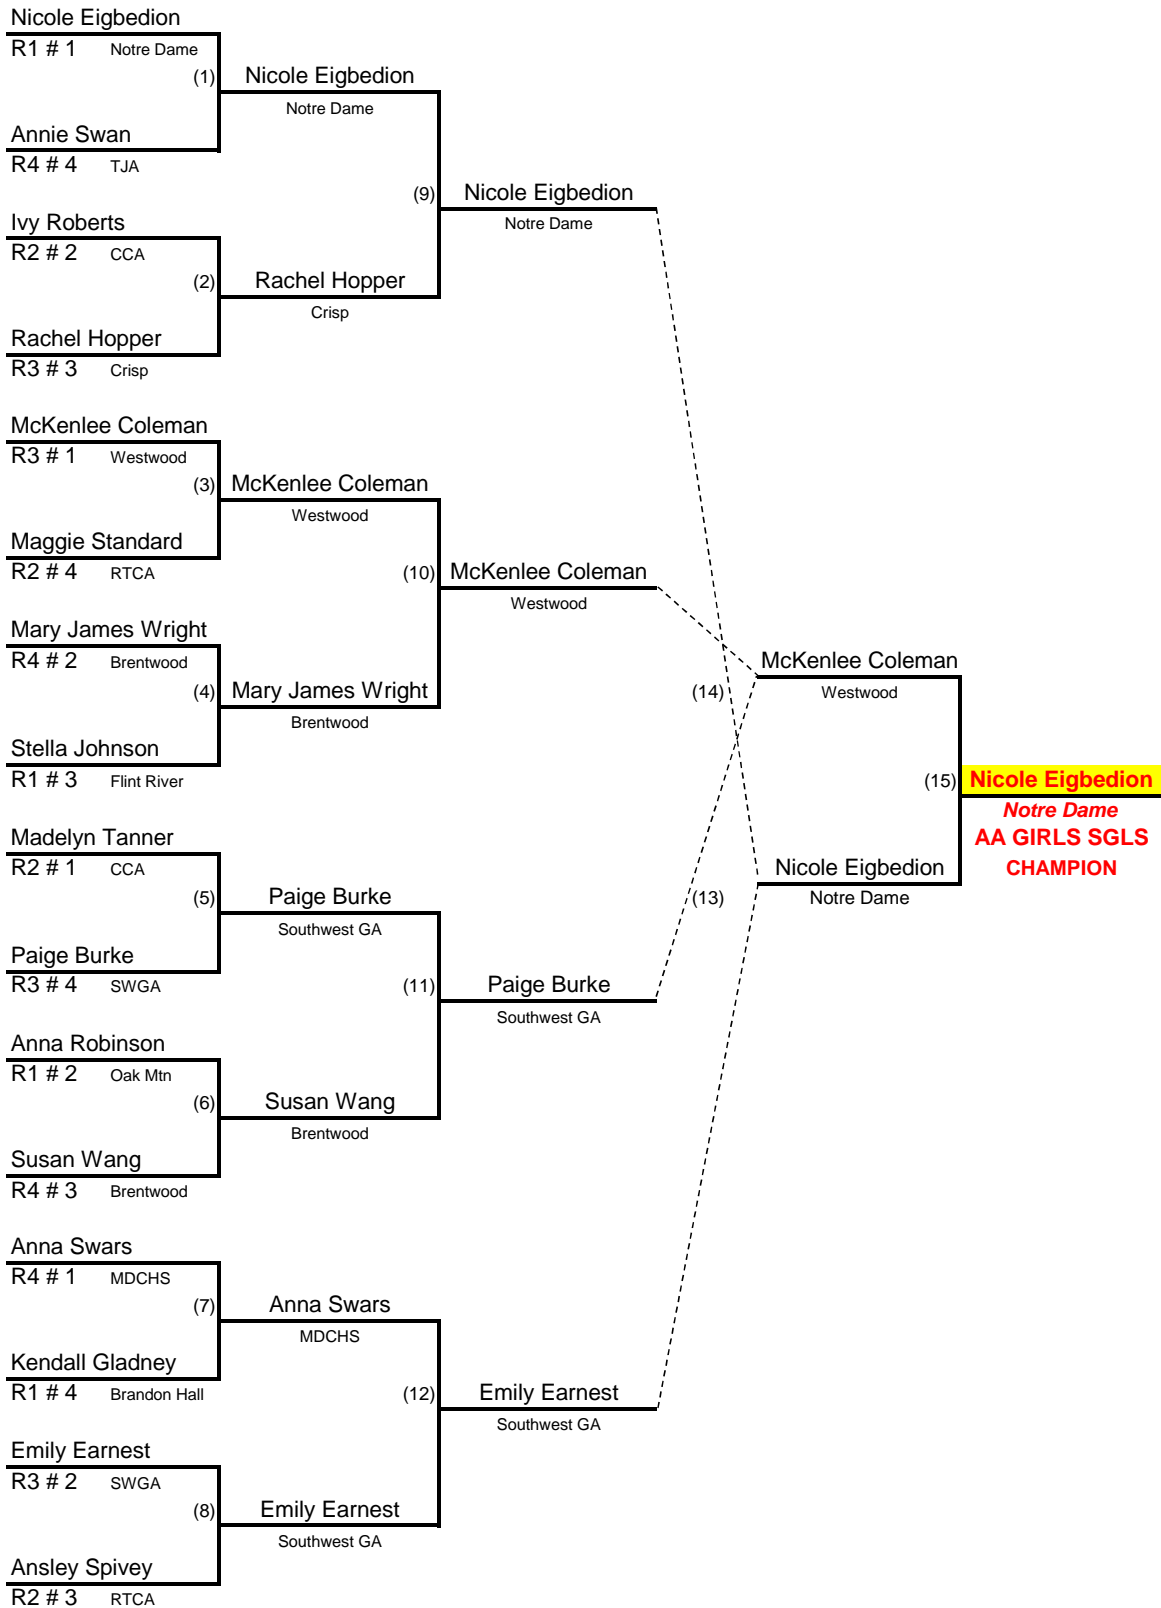 Nicole Eigbedion
R1 # 1 Notre Dame
(1)
Annie Swan
R4 # 4 TJA
Nicole Eigbedion
Notre Dame
Ivy Roberts
R2 # 2 CCA
(2)
Rachel Hopper
R3 # 3 Crisp
Rachel Hopper
Crisp
(9)
Nicole Eigbedion
Notre Dame
McKenlee Coleman
R3 # 1 Westwood
(3)
Maggie Standard
R2 # 4 RTCA
McKenlee Coleman
Westwood
Mary James Wright
R4 # 2 Brentwood
(4)
Stella Johnson
R1 # 3 Flint River
Mary James Wright
Brentwood
(10)
McKenlee Coleman
Westwood
Madelyn Tanner
R2 # 1 CCA
(5)
Paige Burke
R3 # 4 SWGA
Paige Burke
Southwest GA
Anna Robinson
R1 # 2 Oak Mtn
(6)
Susan Wang
R4 # 3 Brentwood
Susan Wang
Brentwood
(11)
Paige Burke
Southwest GA
Anna Swars
R4 # 1 MDCHS
(7)
Kendall Gladney
R1 # 4 Brandon Hall
Anna Swars
MDCHS
Emily Earnest
R3 # 2 SWGA
(8)
Ansley Spivey
R2 # 3 RTCA
Emily Earnest
Southwest GA
(12)
Emily Earnest
Southwest GA
(14)
McKenlee Coleman
Westwood
(13)
Nicole Eigbedion
Notre Dame
(15)
Nicole Eigbedion
Notre Dame
AA GIRLS SGLS
CHAMPION